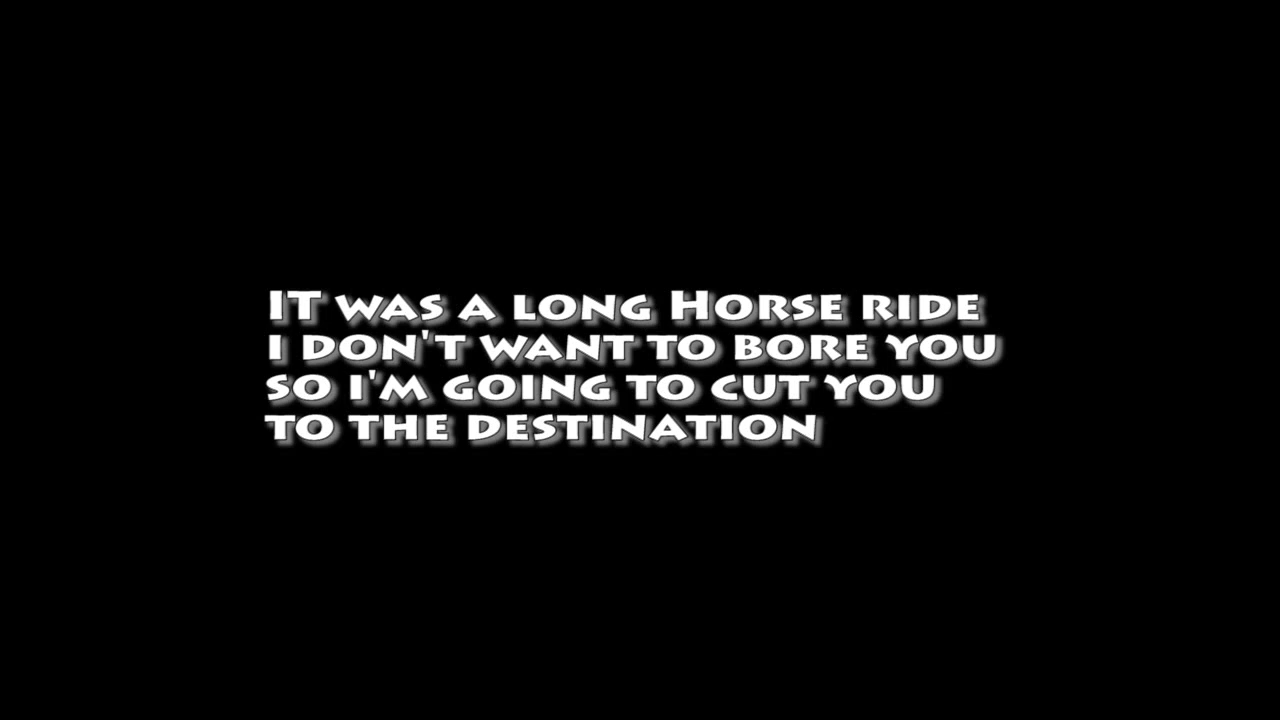 IT was a long Horse ride
I don't want to bore you
so I'm going to cut you
to the destination